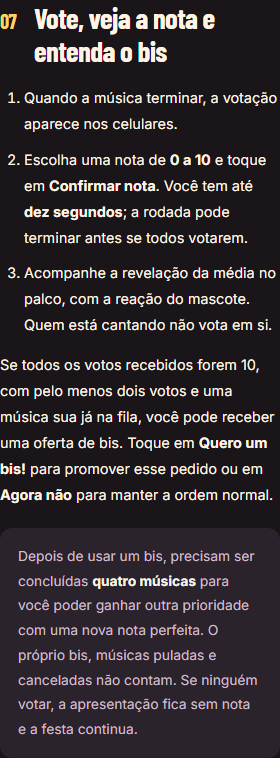 07 Vote, veja a nota e
entenda o bis
1. Quando a música terminar, a votação
aparece nos celulares.
2. Escolha uma nota de 0 a 10 e toque
em Confirmar nota. Você tem até
dez segundos; a rodada pode
terminar antes se todos votarem.
3. Acompanhe a revelação da média no
palco, com a reação do mascote.
Quem está cantando não vota em si.
Se todos os votos recebidos forem 10,
com pelo menos dois votos e uma
música sua já na fila, você pode receber
uma oferta de bis. Toque em Quero um
bis! para promover esse pedido ou em
Agora não para manter a ordem normal.
Depois de usar um bis, precisam ser
concluídas quatro músicas para
você poder ganhar outra prioridade
com uma nova nota perfeita. O
próprio bis, músicas puladas e
canceladas não contam. Se ninguém
votar, a apresentação fica sem nota
e a festa continua.